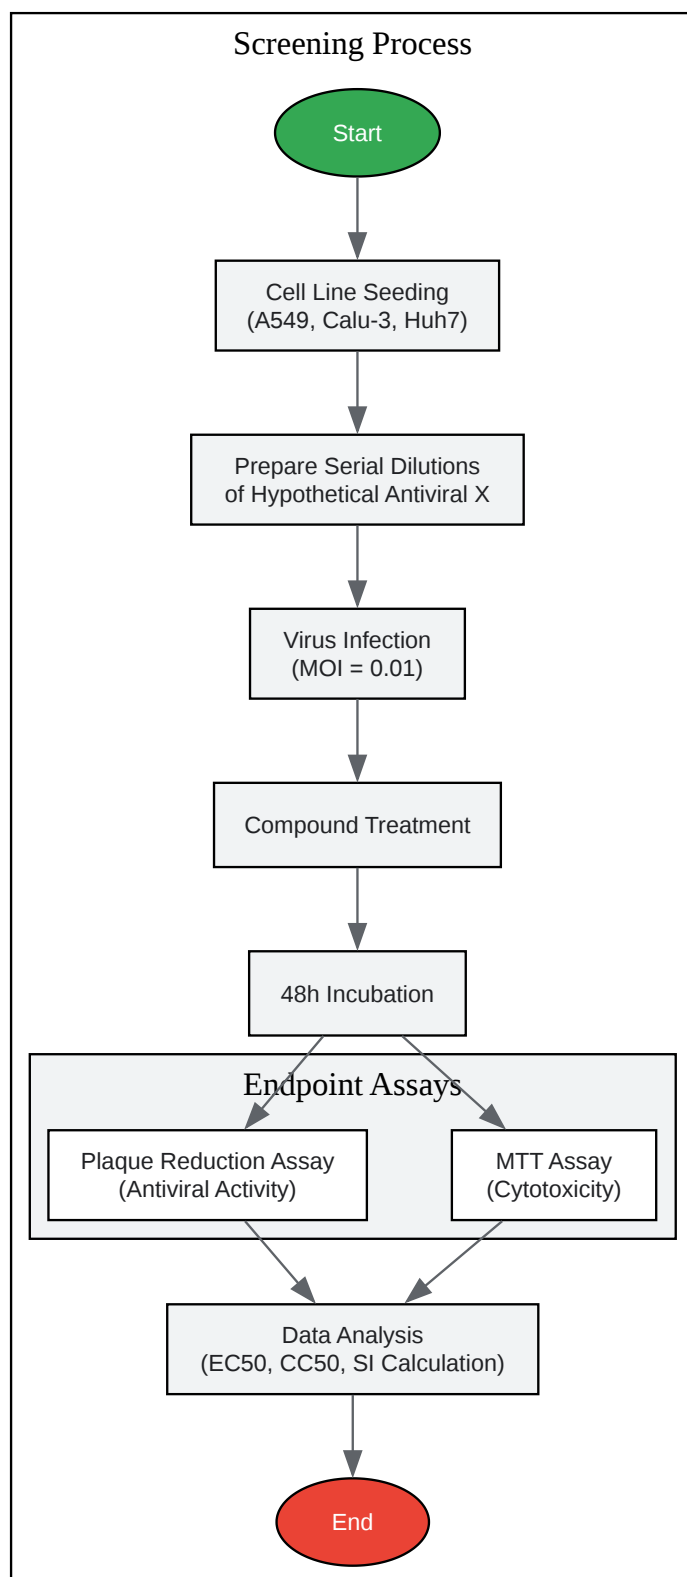 Screening Process
Start
Cell Line Seeding
(A549, Calu-3, Huh7)
Prepare Serial Dilutions
of Hypothetical Antiviral X
Virus Infection
(MOI = 0.01)
Compound Treatment
48h Incubation
Endpoint Assays
Plaque Reduction Assay
(Antiviral Activity)
MTT Assay
(Cytotoxicity)
Data Analysis
(EC50, CC50, SI Calculation)
End